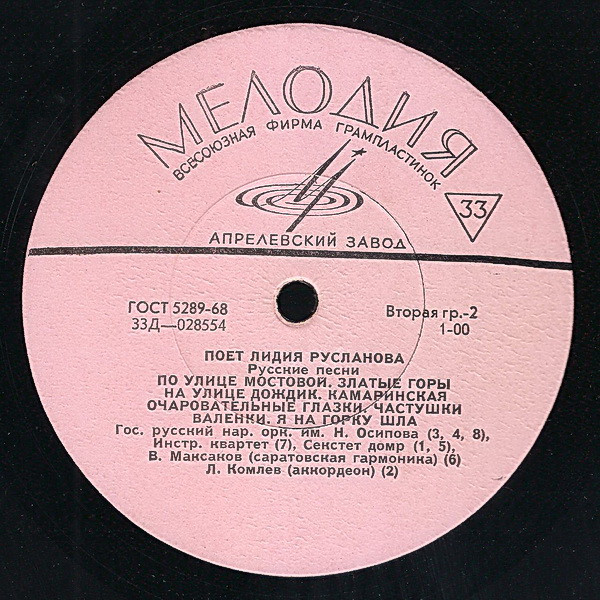 МЕЛОДИЯ
ВСЕСОЮЗНАЯ ФИРМА ГРАМПЛАСТИНОК
33
АПРЕЛЕВСКИЙ ЗАВОД
ГОСТ 5289-68
33Д—028554
Вторая гр.-2
1-00
ПОЕТ ЛИДИЯ РУСЛАНОВА
Русские песни
ПО УЛИЦЕ МОСТОВОЙ. ЗЛАТЫЕ ГОРЫ
НА УЛИЦЕ ДОЖДИК. КАМАРИНСКАЯ
ОЧАРОВАТЕЛЬНЫЕ ГЛАЗКИ. ЧАСТУШКИ
ВАЛЕНКИ. Я НА ГОРКУ ШЛА
Гос. русский нар. орк. им. Н. Осипова (3, 4, 8),
Инстр. квартет (7), Секстет домр (1, 5),
В. Максаков (саратовская гармоника) (6)
Л. Комлев (аккордеон) (2)